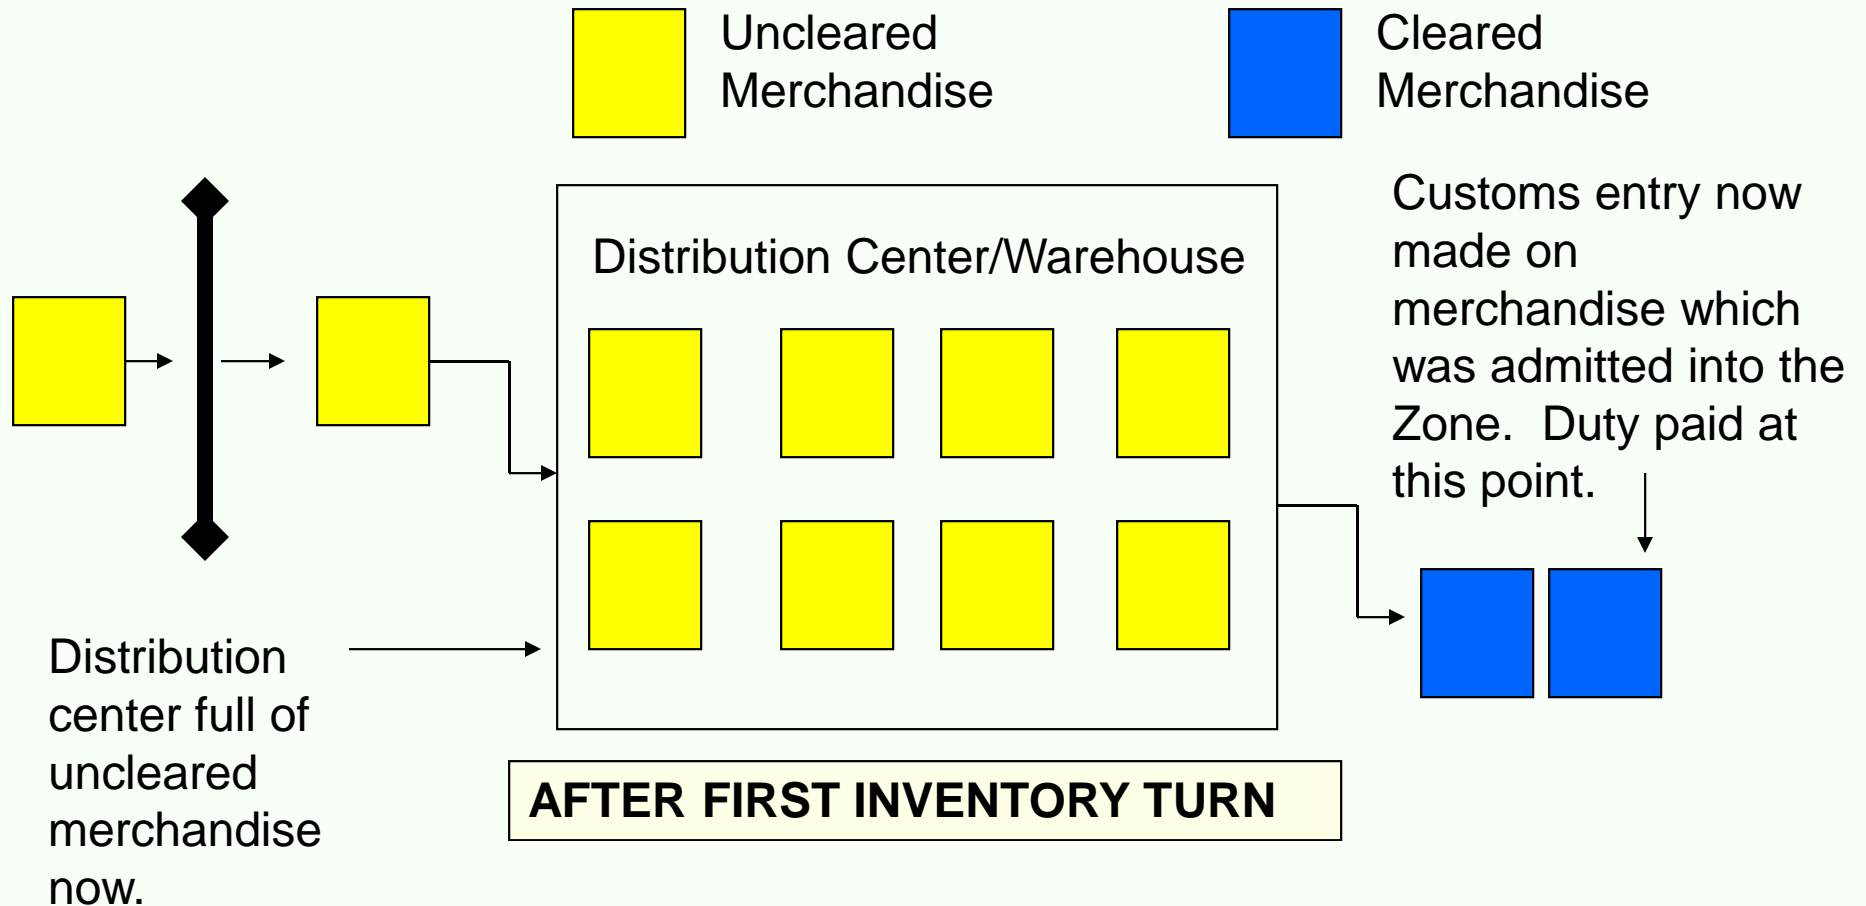 Uncleared
Merchandise
Cleared
Merchandise
Customs entry now
made on
merchandise which
was admitted into the
Zone.  Duty paid at
this point.
Distribution Center/Warehouse
Distribution
center full of
uncleared
merchandise
now.
AFTER FIRST INVENTORY TURN